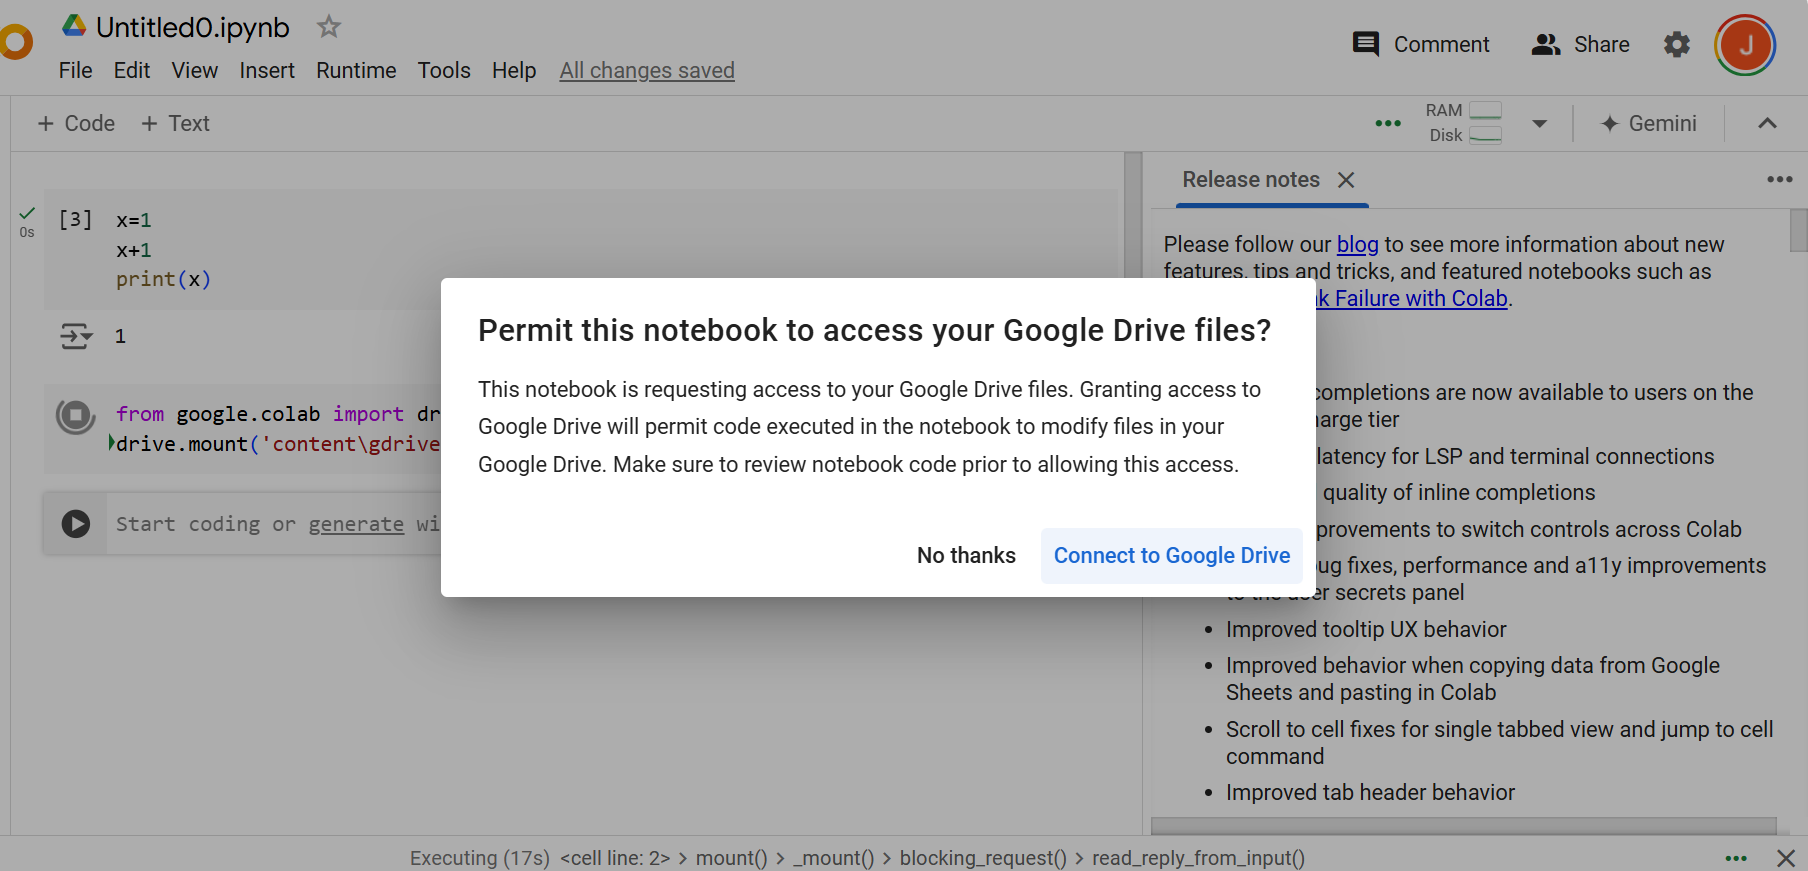 Untitled0.ipynb
File Edit View Insert Runtime Tools Help All changes saved
Comment Share J
+ Code + Text
RAM
Disk
Gemini
Release notes
[3] x=1
x+1
print(x)
0s
1
from google.colab import dr
drive.mount('content\gdrive
Start coding or generate wi
Permit this notebook to access your Google Drive files?
This notebook is requesting access to your Google Drive files. Granting access to
Google Drive will permit code executed in the notebook to modify files in your
Google Drive. Make sure to review notebook code prior to allowing this access.
No thanks Connect to Google Drive
Please follow our blog to see more information about new
features, tips and tricks, and featured notebooks such as
k Failure with Colab.
completions are now available to users on the
arge tier
latency for LSP and terminal connections
quality of inline completions
provements to switch controls across Colab
ug fixes, performance and a11y improvements
to the user secrets panel
• Improved tooltip UX behavior
• Improved behavior when copying data from Google
Sheets and pasting in Colab
• Scroll to cell fixes for single tabbed view and jump to cell
command
• Improved tab header behavior
Executing (17s) <cell line: 2> > mount() > _mount() > blocking_request() > read_reply_from_input()